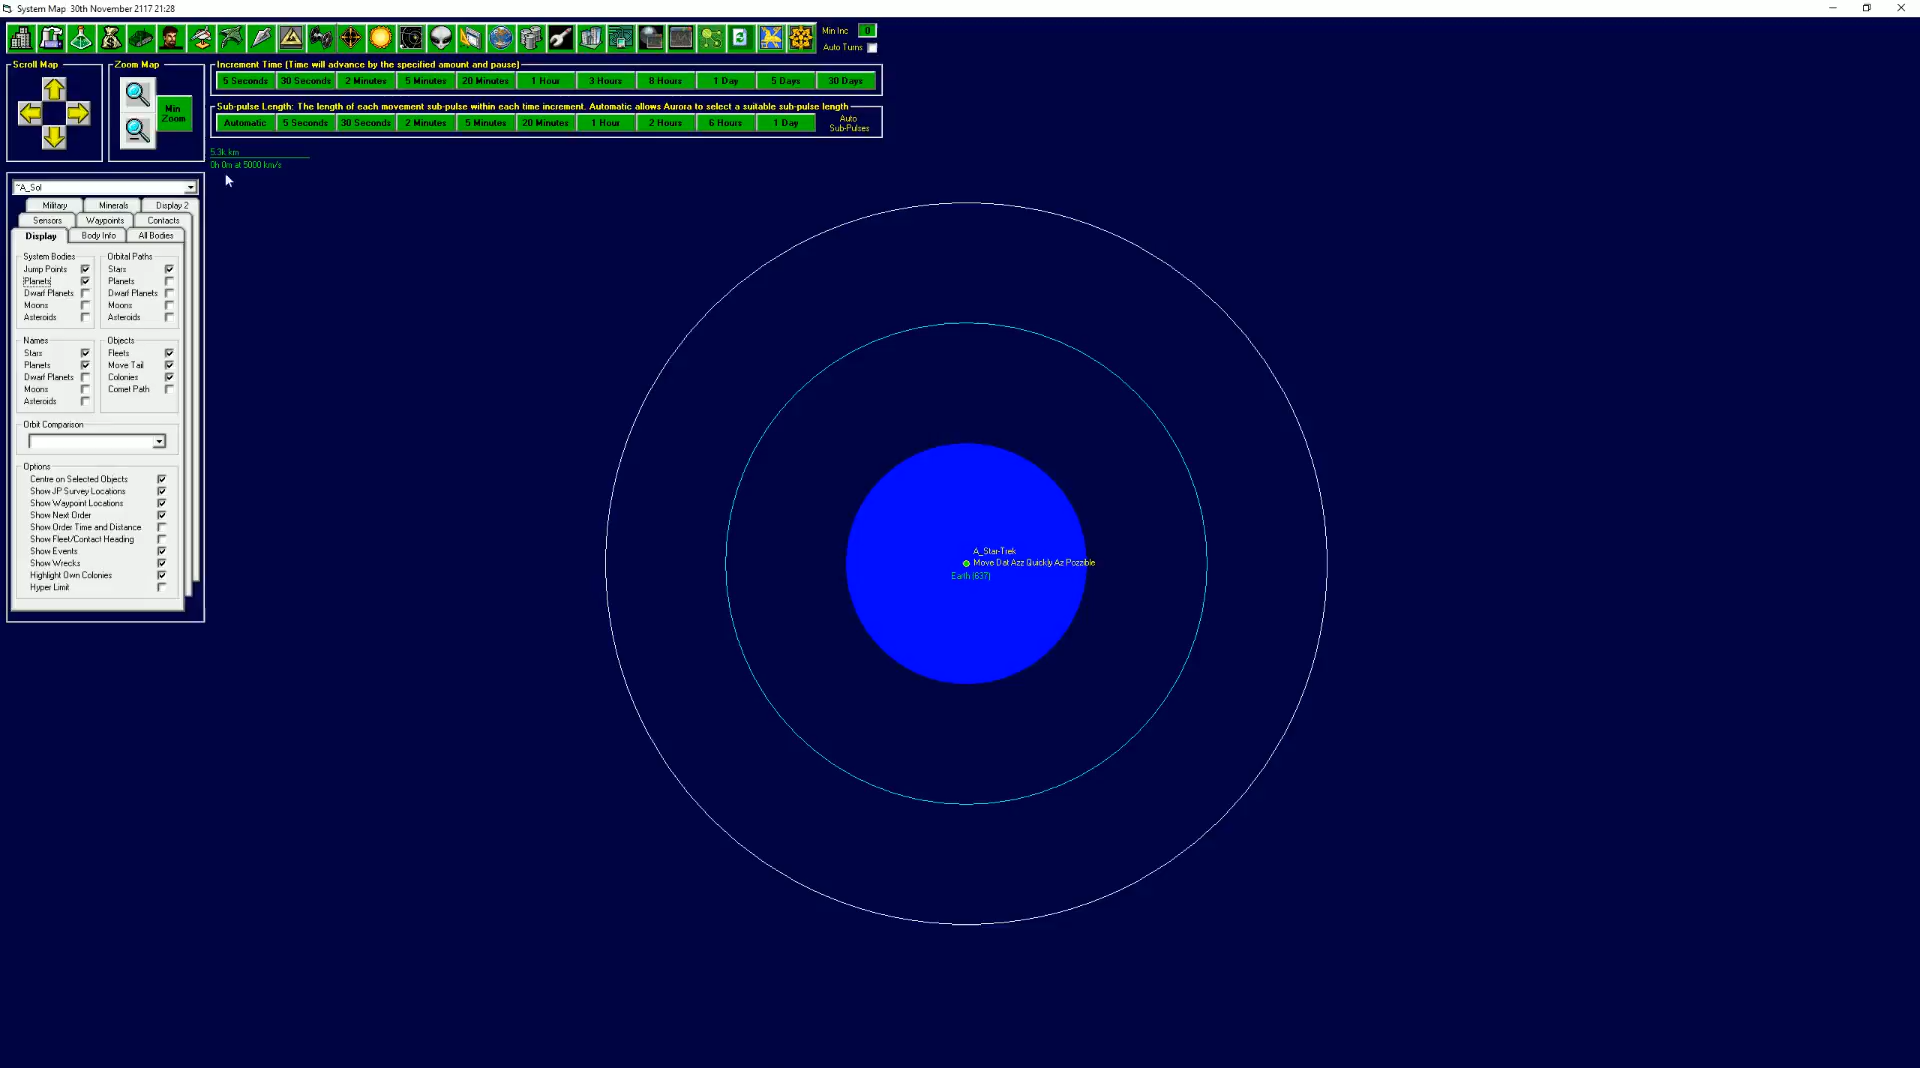 System Map  30th November 2117 21:28
Min Inc 0
Auto Turns
Scroll Map
Zoom Map
Min Zoom
Increment Time (Time will advance by the specified amount and pause)
5 Seconds 30 Seconds 2 Minutes 5 Minutes 20 Minutes 1 Hour 3 Hours 8 Hours 1 Day 5 Days 30 Days
Sub-pulse Length: The length of each movement sub-pulse within each time increment. Automatic allows Aurora to select a suitable sub-pulse length
Automatic 5 Seconds 30 Seconds 2 Minutes 5 Minutes 20 Minutes 1 Hour 2 Hours 6 Hours 1 Day
Auto Sub-Pulses
5.3k km
0h 0m at 5000 km/s
~A_Sol
Military Minerals Display 2
Sensors Waypoints Contacts
Display Body Info All Bodies
System Bodies
Jump Points
Planets
Dwarf Planets
Moons
Asteroids
Orbital Paths
Stars
Planets
Dwarf Planets
Moons
Asteroids
Names
Stars
Planets
Dwarf Planets
Moons
Asteroids
Objects
Fleets
Move Tail
Colonies
Comet Path
Orbit Comparison
Options
Centre on Selected Objects
Show JP Survey Locations
Show Waypoint Locations
Show Next Order
Show Order Time and Distance
Show Fleet/Contact Heading
Show Events
Show Wrecks
Highlight Own Colonies
Hyper Limit
A_Star-Trek
Move Dat Azz Quickly Az Pozzible
Earth (637)